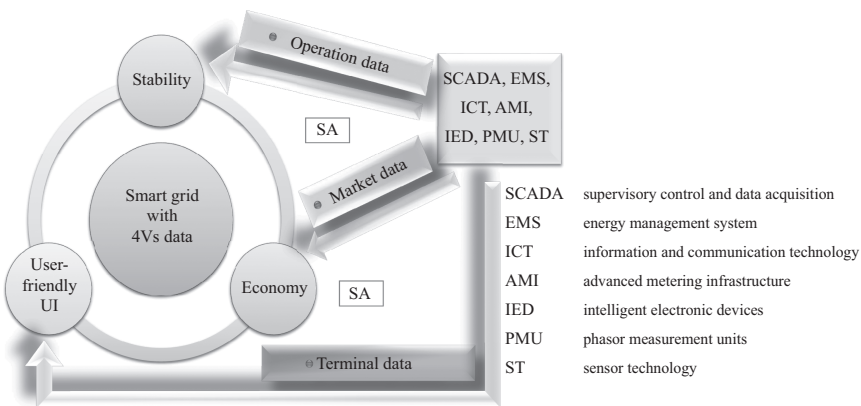 Operation data
Stability
SCADA, EMS,
ICT, AMI,
IED, PMU, ST
SA
Market data
Smart grid
with
4Vs data
User-
friendly
UI
Economy
SA
Terminal data
SCADA supervisory control and data acquisition
EMS energy management system
ICT information and communication technology
AMI advanced metering infrastructure
IED intelligent electronic devices
PMU phasor measurement units
ST sensor technology